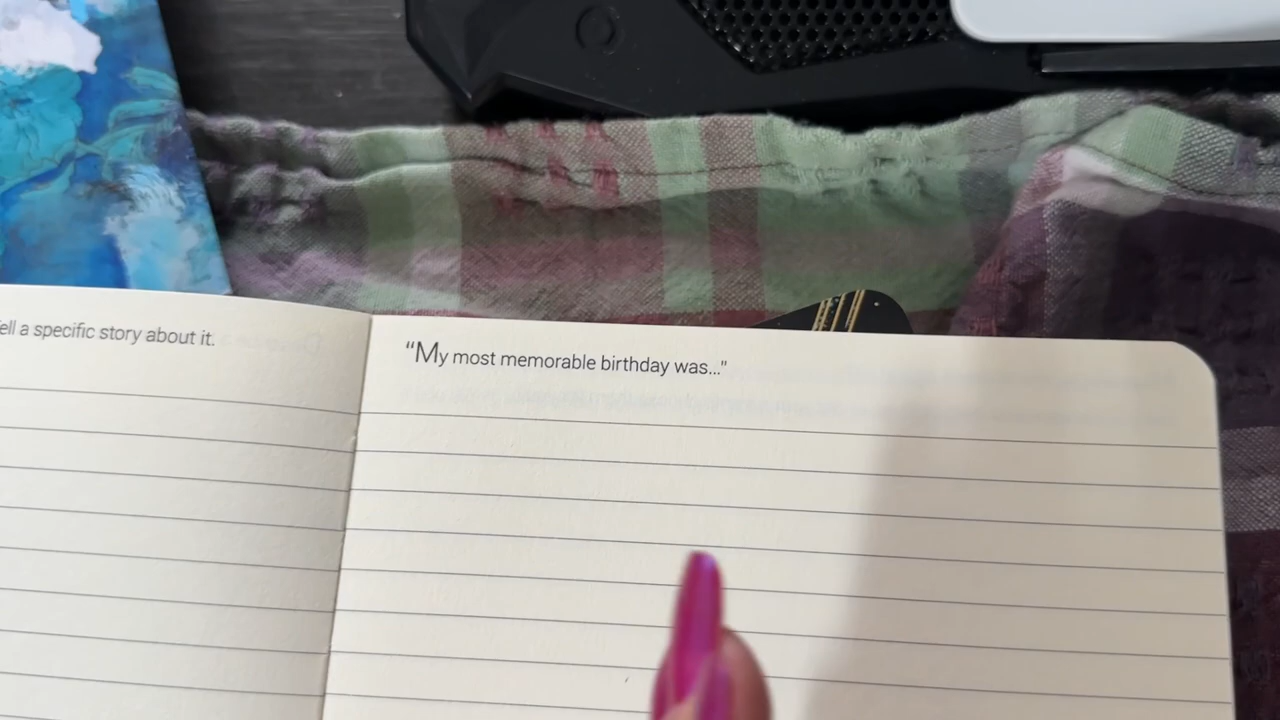 ell a specific story about it.
“My most memorable birthday was...”